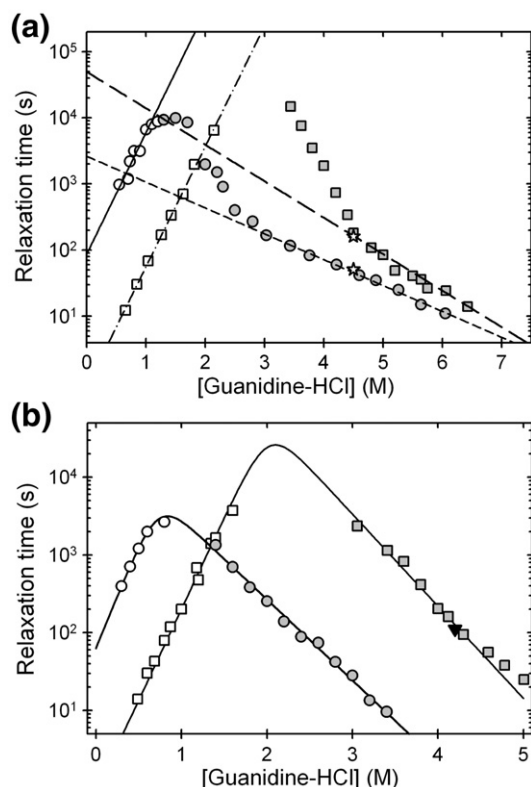 (a)
10⁵
10⁴
10³
10²
10¹
Relaxation time (s)
0 1 2 3 4 5 6 7
[Guanidine-HCl] (M)
(b)
10⁴
10³
10²
10¹
Relaxation time (s)
0 1 2 3 4 5
[Guanidine-HCl] (M)